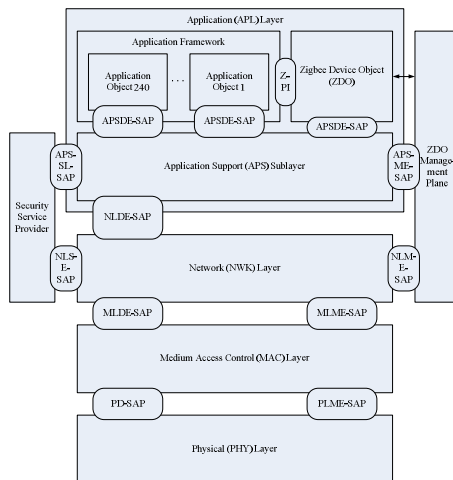 Application (APL) Layer
Application Framework
Application
Object 240
. . .
Application
Object 1
Z-
PI
Zigbee Device Object
(ZDO)
APSDE-SAP
APSDE-SAP
APSDE-SAP
APS-
SL-
SAP
Application Support (APS) Sublayer
APS-
ME-
SAP
ZDO
Manage-
ment
Plane
Security
Service
Provider
NLDE-SAP
NLS-
E-
SAP
Network (NWK) Layer
NLM-
E-
SAP
MLDE-SAP
MLME-SAP
Medium Access Control (MAC) Layer
PD-SAP
PLME-SAP
Physical (PHY) Layer